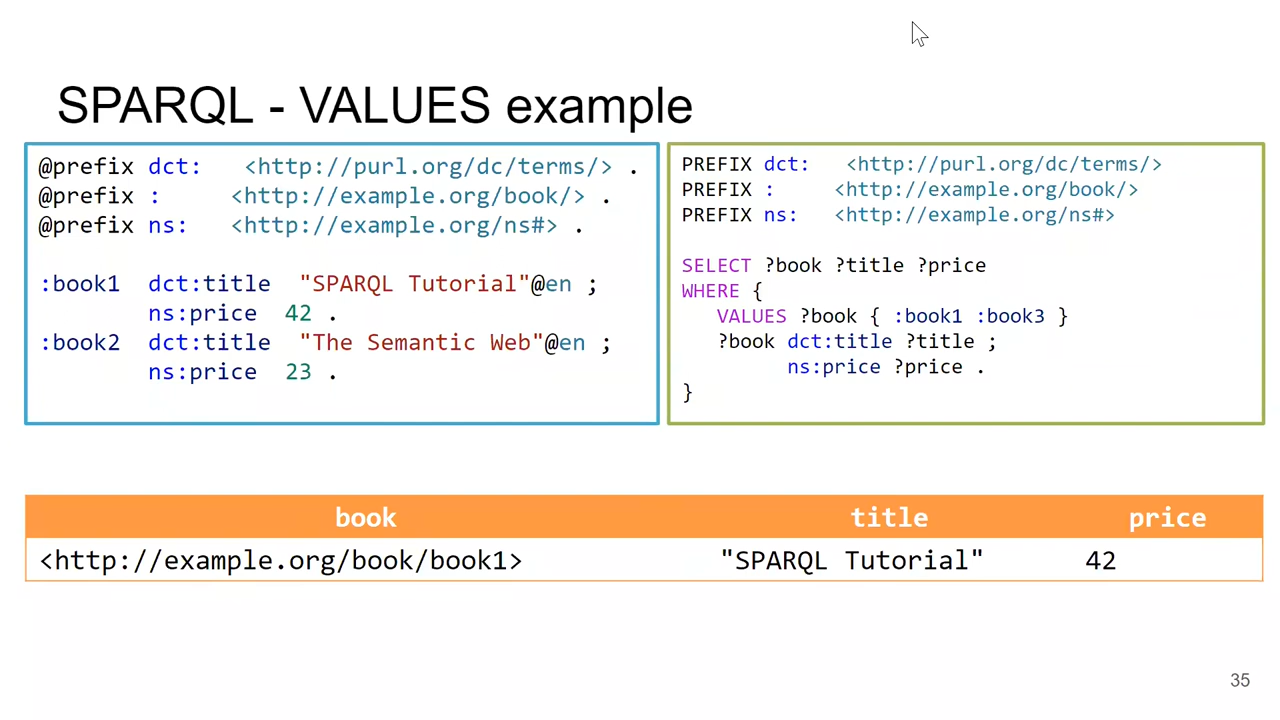 SPARQL - VALUES example
@prefix dct: <http://purl.org/dc/terms/> .
@prefix : <http://example.org/book/> .
@prefix ns: <http://example.org/ns#> .
:book1 dct:title "SPARQL Tutorial"@en ;
ns:price 42 .
:book2 dct:title "The Semantic Web"@en ;
ns:price 23 .
PREFIX dct: <http://purl.org/dc/terms/>
PREFIX : <http://example.org/book/>
PREFIX ns: <http://example.org/ns#>
SELECT ?book ?title ?price
WHERE {
VALUES ?book { :book1 :book3 }
?book dct:title ?title ;
ns:price ?price .
}
book title price
<http://example.org/book/book1> "SPARQL Tutorial" 42
35